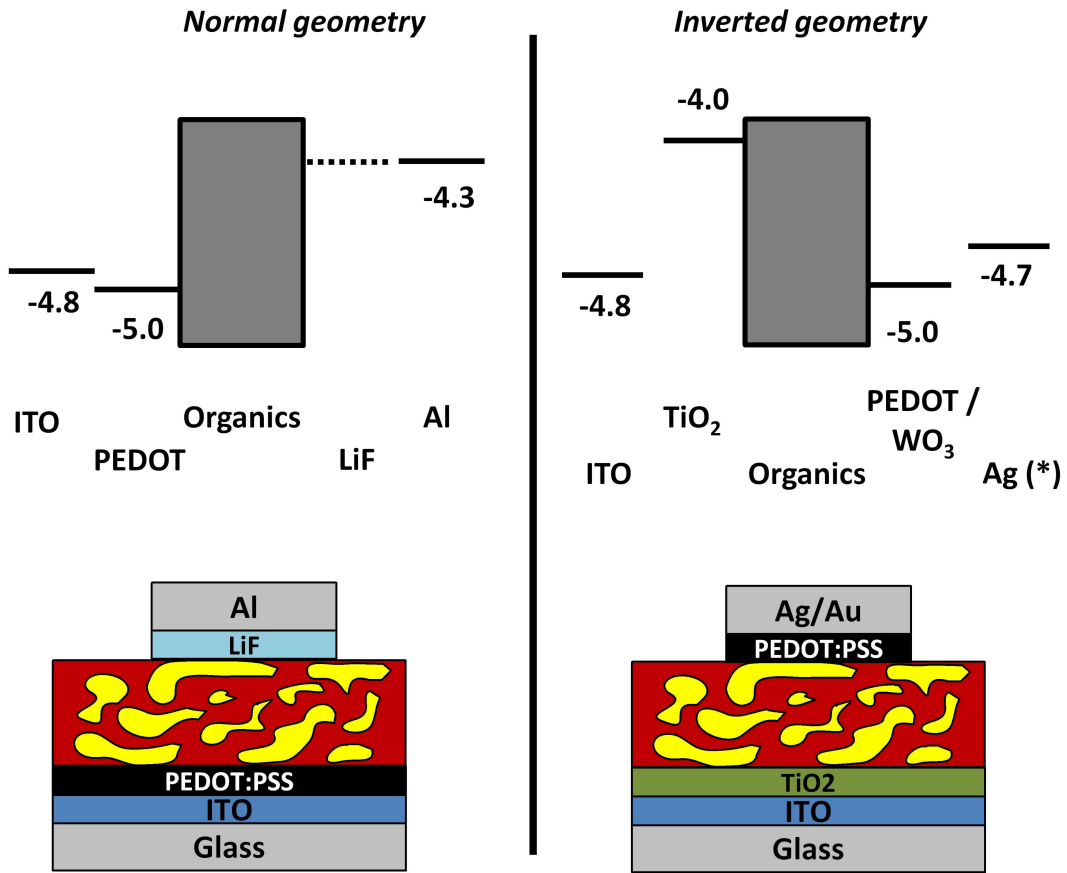 Normal geometry
-4.3
-4.8
-5.0
ITO
PEDOT
Organics
LiF
Al
Al
LiF
PEDOT:PSS
ITO
Glass
Inverted geometry
-4.0
-4.8
-4.7
-5.0
ITO
TiO₂
Organics
PEDOT /
WO₃
Ag (*)
Ag/Au
PEDOT:PSS
TiO2
ITO
Glass